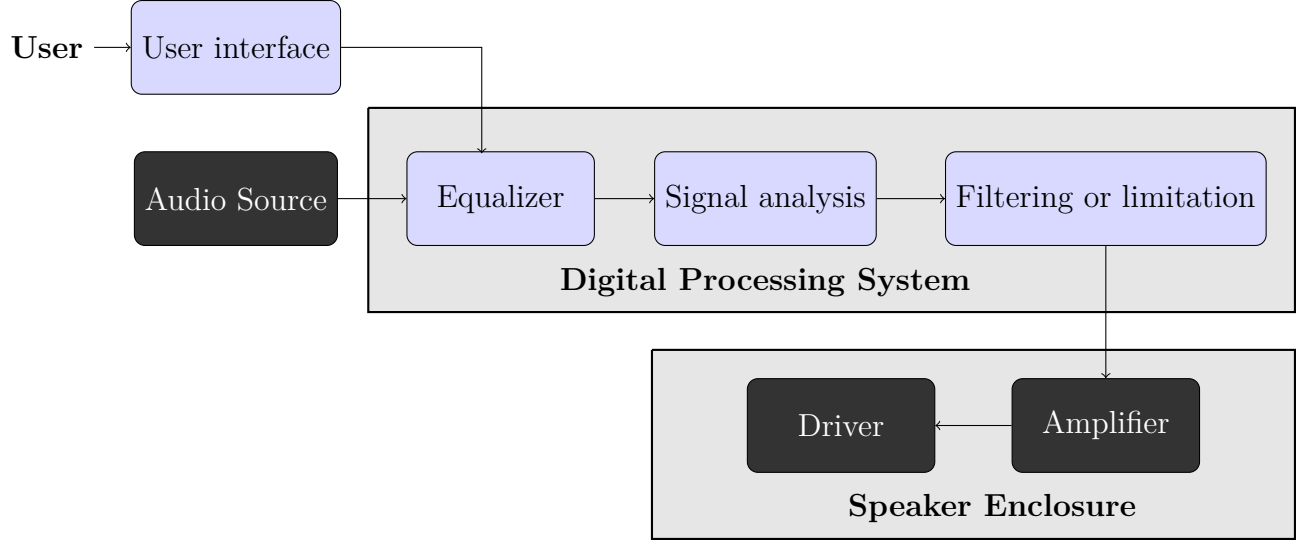 User
User interface
Audio Source
Equalizer
Signal analysis
Filtering or limitation
Digital Processing System
Driver
Amplifier
Speaker Enclosure